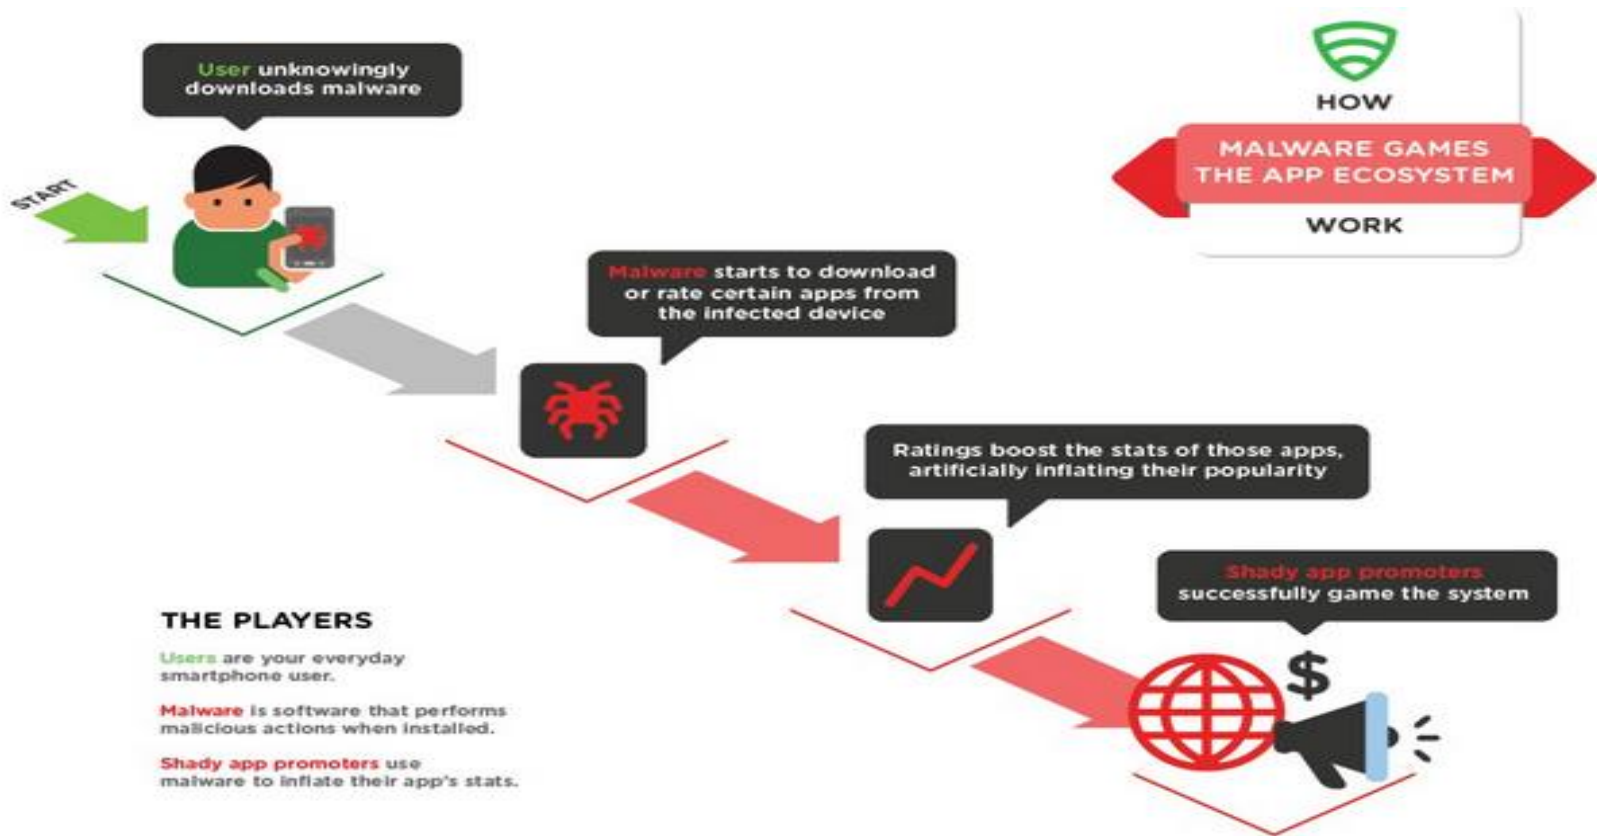 HOW
MALWARE GAMES
THE APP ECOSYSTEM
WORK
START
User unknowingly
downloads malware
Malware starts to download
or rate certain apps from
the infected device
Ratings boost the stats of those apps,
artificially inflating their popularity
Shady app promoters
successfully game the system
$
THE PLAYERS
Users are your everyday
smartphone user.
Malware is software that performs
malicious actions when installed.
Shady app promoters use
malware to inflate their app's stats.